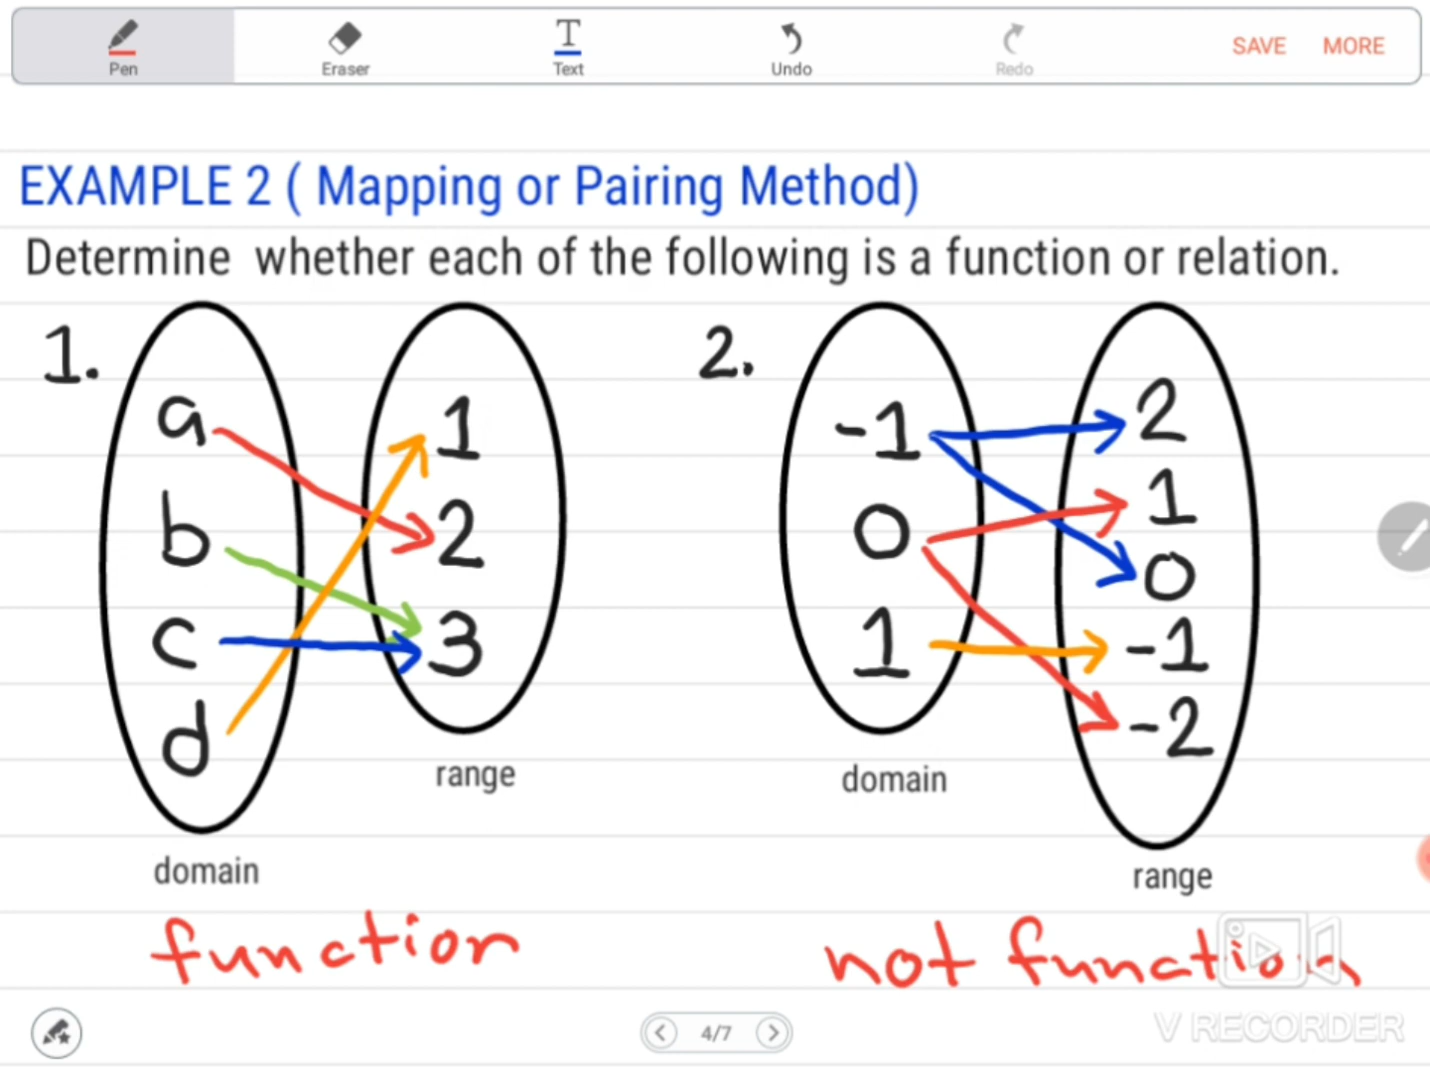 Pen Eraser Text Undo Redo SAVE MORE
EXAMPLE 2 ( Mapping or Pairing Method)
Determine whether each of the following is a function or relation.
1.
a
b
c
d
domain
1
2
3
range
function
2.
-1
0
1
domain
2
1
0
-1
-2
range
not function
4/7
V RECORDER